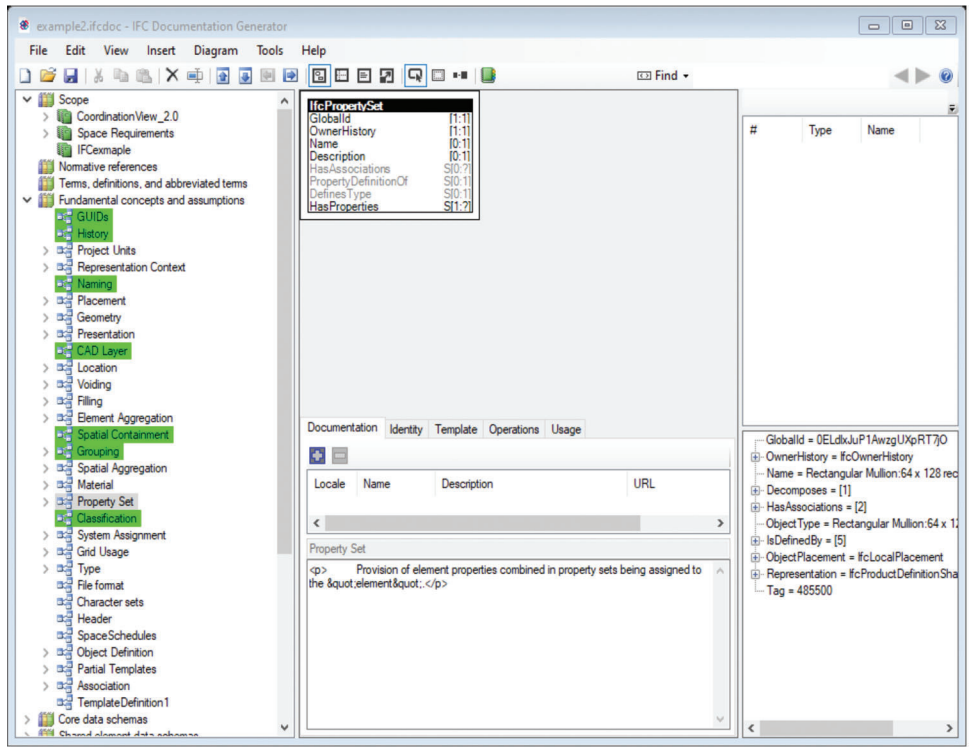 example2.ifcdoc - IFC Documentation Generator
File Edit View Insert Diagram Tools Help
Find
Scope
CoordinationView_2.0
Space Requirements
IFCexmaple
Normative references
Terms, definitions, and abbreviated terms
Fundamental concepts and assumptions
GUIDs
History
Project Units
Representation Context
Naming
Placement
Geometry
Presentation
CAD Layer
Location
Voiding
Filling
Element Aggregation
Spatial Containment
Grouping
Spatial Aggregation
Material
Property Set
Classification
System Assignment
Grid Usage
Type
File format
Character sets
Header
SpaceSchedules
Object Definition
Partial Templates
Association
TemplateDefinition1
Core data schemas
Shared element data schemas
IfcPropertySet
GlobalId [1:1]
OwnerHistory [1:1]
Name [0:1]
Description [0:1]
HasAssociations S[0:?]
PropertyDefinitionOf S[0:1]
DefinesType S[0:1]
HasProperties S[1:?]
Documentation Identity Template Operations Usage
Locale Name Description URL
Property Set
<p> Provision of element properties combined in property sets being assigned to
the &quot;element&quot;.</p>
# Type Name
GlobalId = 0ELdlxJuP1AwzgUXpRT7jO
OwnerHistory = IfcOwnerHistory
Name = Rectangular Mullion:64 x 128 rec
Decomposes = [1]
HasAssociations = [2]
ObjectType = Rectangular Mullion:64 x 12
IsDefinedBy = [5]
ObjectPlacement = IfcLocalPlacement
Representation = IfcProductDefinitionSha
Tag = 485500